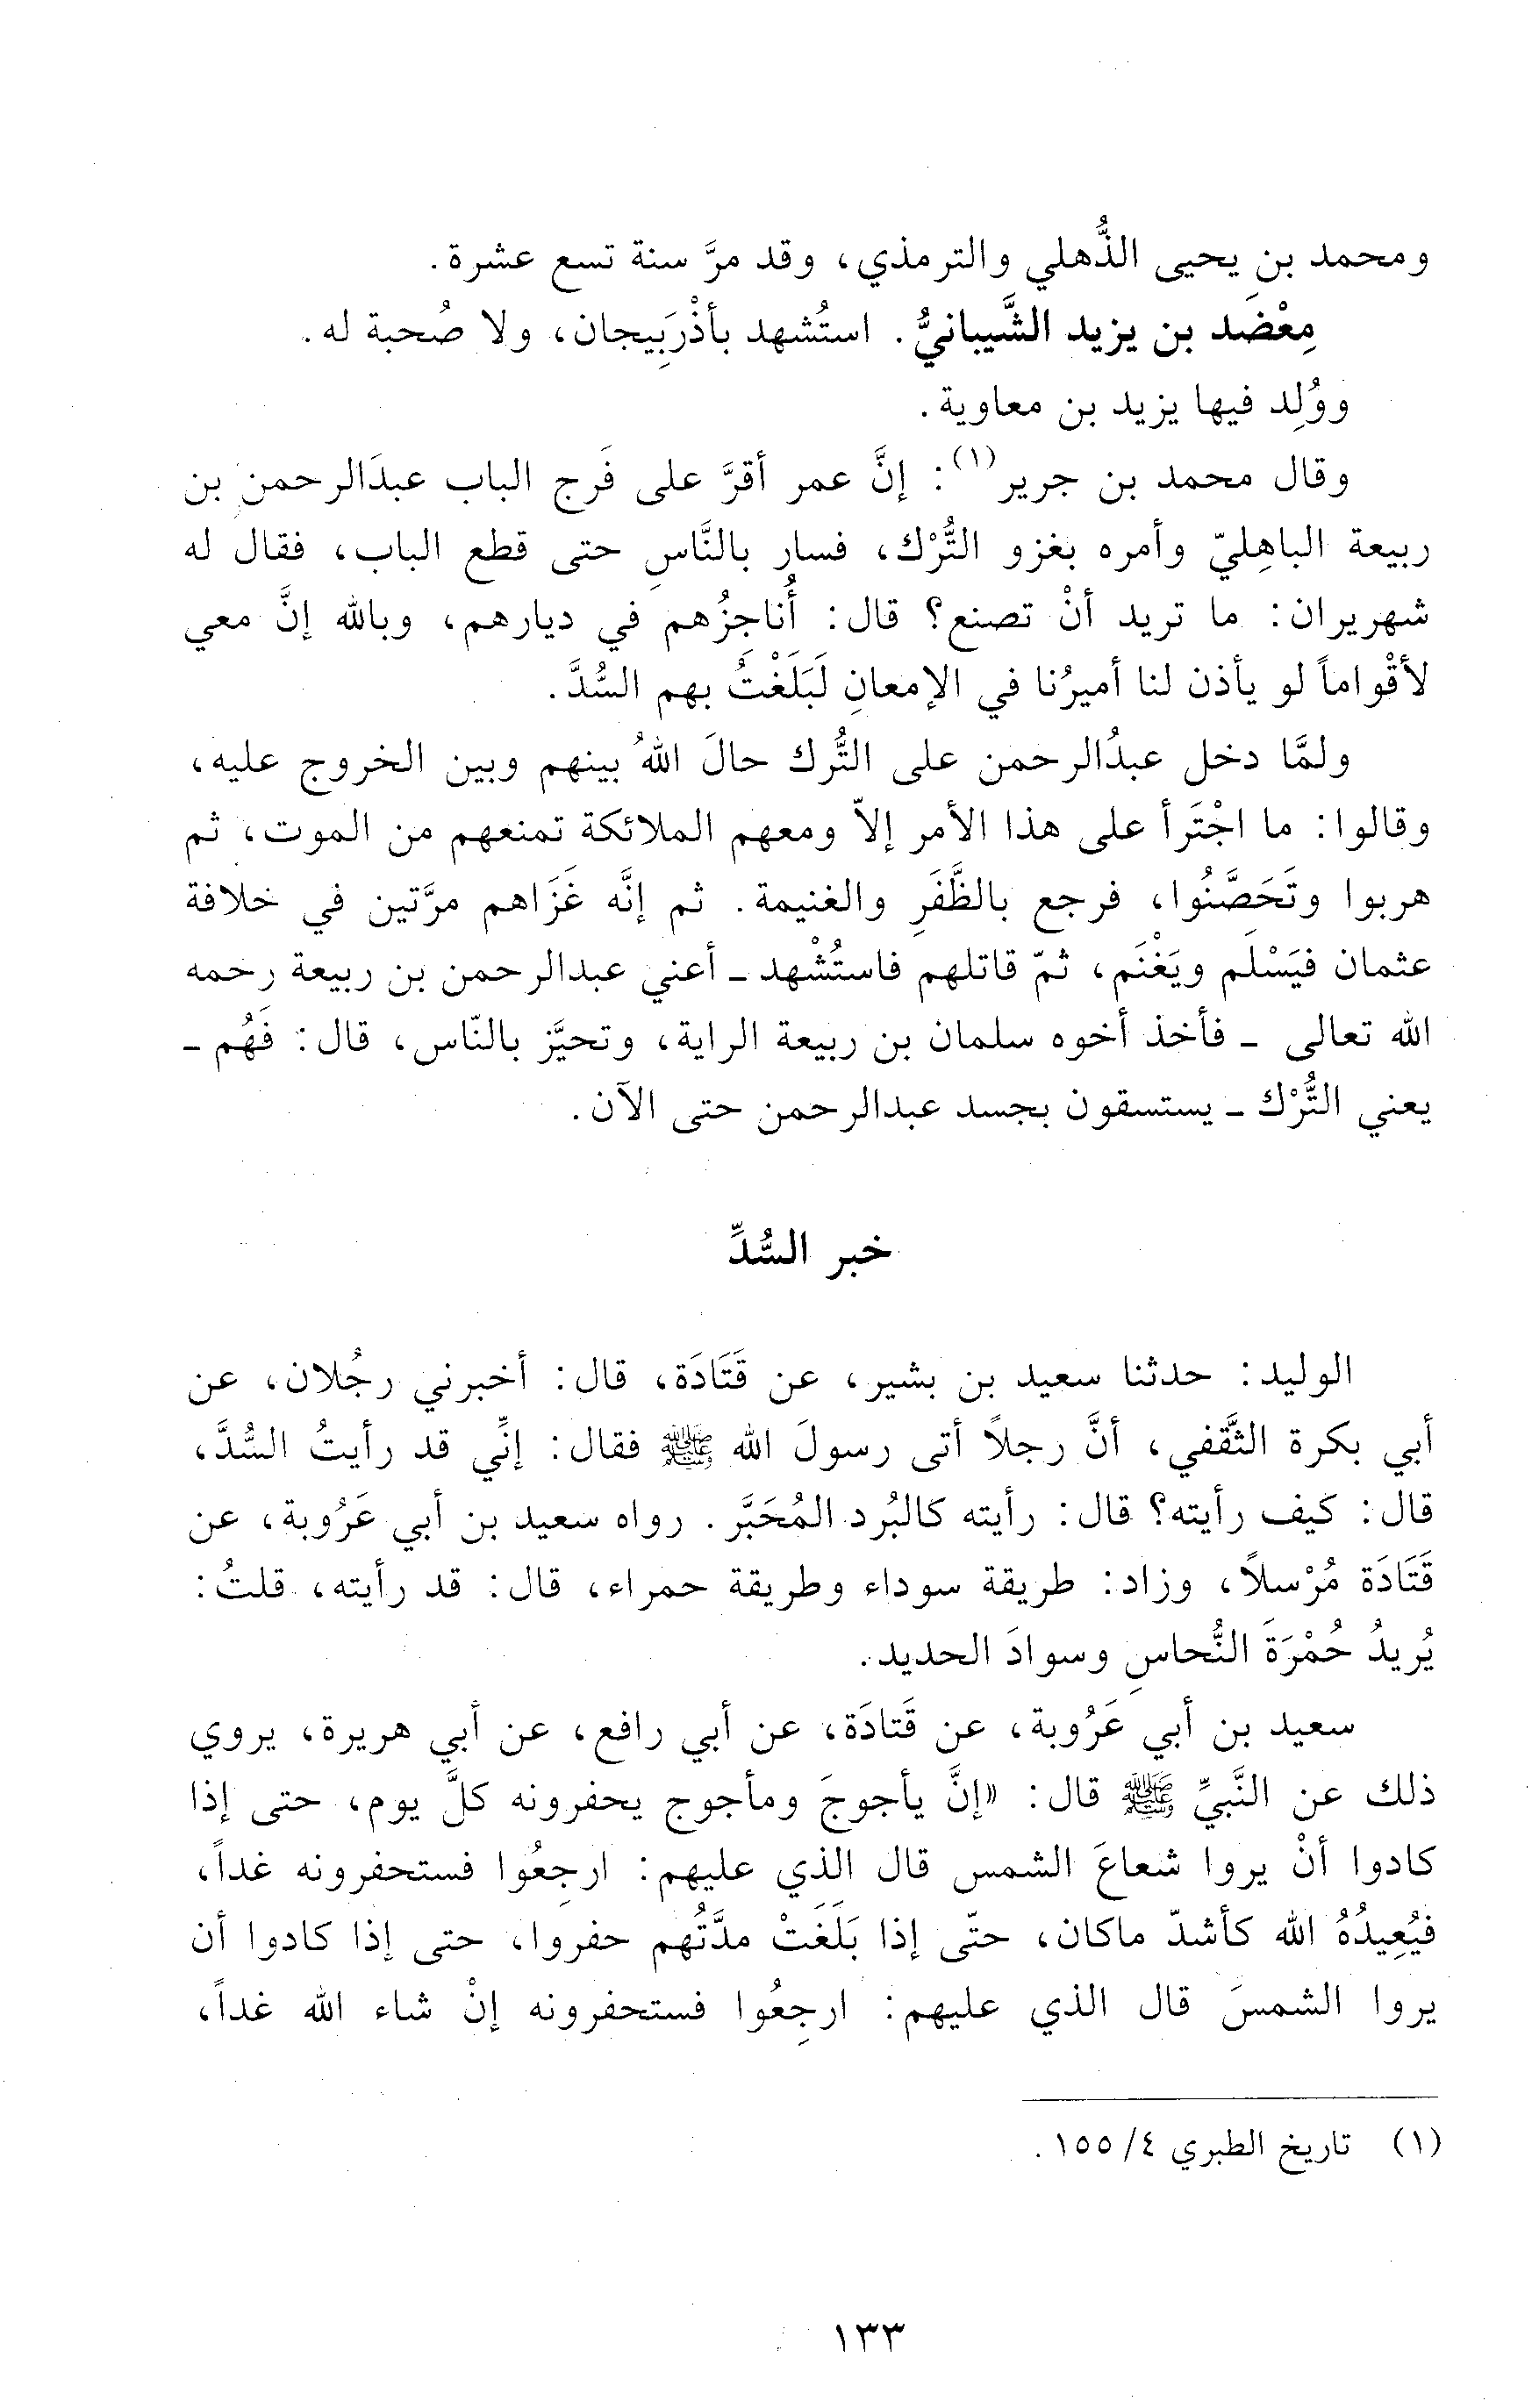 ومحمد بن يحيى الذُّهلي والترمذي، وقد مرَّ سنة تسع عشرة.
مِعْضَد بن يزيد الشَّيبانيُّ. استُشهد بأذْرَبِيجان، ولا صُحبة له.
ووُلِد فيها يزيد بن معاوية.
وقال محمد بن جرير(١): إنَّ عمر أقرَّ على فَرج الباب عبدَالرحمن بن
ربيعة الباهِليّ وأمره بغزو التُّرْك، فسار بالنَّاسِ حتى قطع الباب، فقال له
شهريران: ما تريد أنْ تصنع؟ قال: أُناجِزُهم في ديارهم، وبالله إنَّ معي
لأقْواماً لو يأذن لنا أميرُنا في الإمعانِ لَبَلَغْتُ بهم السُّدَّ.
ولمَّا دخل عبدُالرحمن على التُّرك حالَ اللهُ بينهم وبين الخروج عليه،
وقالوا: ما اجْتَرأ على هذا الأمر إلاّ ومعهم الملائكة تمنعهم من الموت، ثم
هربوا وتَحَصَّنُوا، فرجع بالظَّفَرِ والغنيمة. ثم إنَّه غَزَاهم مرَّتين في خلافة
عثمان فيَسْلَم ويَغْنَم، ثمّ قاتلهم فاستُشْهد ـ أعني عبدالرحمن بن ربيعة رحمه
الله تعالى ـ فأخذ أخوه سلمان بن ربيعة الراية، وتحيَّز بالنّاس، قال: فَهُم ـ
يعني التُّرْك ـ يستسقون بجسد عبدالرحمن حتى الآن.
خبر السُّدِّ
الوليد: حدثنا سعيد بن بشير، عن قَتَادَة، قال: أخبرني رجُلان، عن
أبي بكرة الثَّقفي، أنَّ رجلاً أتى رسولَ الله ﷺ فقال: إنِّي قد رأيتُ السُّدَّ،
قال: كيف رأيته؟ قال: رأيته كالبُرد المُحَبَّر. رواه سعيد بن أبي عَرُوبة، عن
قَتَادَة مُرْسلاً، وزاد: طريقة سوداء وطريقة حمراء، قال: قد رأيته، قلتُ:
يُريدُ حُمْرَةَ النُّحاسِ وسوادَ الحديد.
سعيد بن أبي عَرُوبة، عن قَتادَة، عن أبي رافع، عن أبي هريرة، يروي
ذلك عن النَّبيِّ ﷺ قال: «إنَّ يأجوجَ ومأجوج يحفرونه كلَّ يوم، حتى إذا
كادوا أنْ يروا شعاعَ الشمس قال الذي عليهم: ارجِعُوا فستحفرونه غداً،
فيُعِيدُهُ الله كأشدّ ماكان، حتّى إذا بَلَغَتْ مدَّتُهم حفروا، حتى إذا كادوا أن
يروا الشمسَ قال الذي عليهم: ارجِعُوا فستحفرونه إنْ شاء الله غداً،
(١) تاريخ الطبري ٤/ ١٥٥.
١٣٣